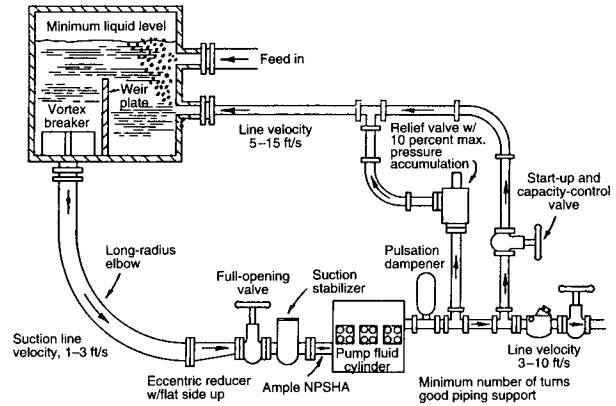 Minimum liquid level
Feed in
Weir
plate
Vortex
breaker
Line velocity
5–15 ft/s
Relief valve w/
10 percent max.
pressure
accumulation
Start-up and
capacity-control
valve
Long-radius
elbow
Full-opening
valve
Suction
stabilizer
Pulsation
dampener
Suction line
velocity, 1–3 ft/s
Eccentric reducer
w/flat side up
Ample NPSHA
Pump fluid
cylinder
Line velocity
3–10 ft/s
Minimum number of turns
good piping support